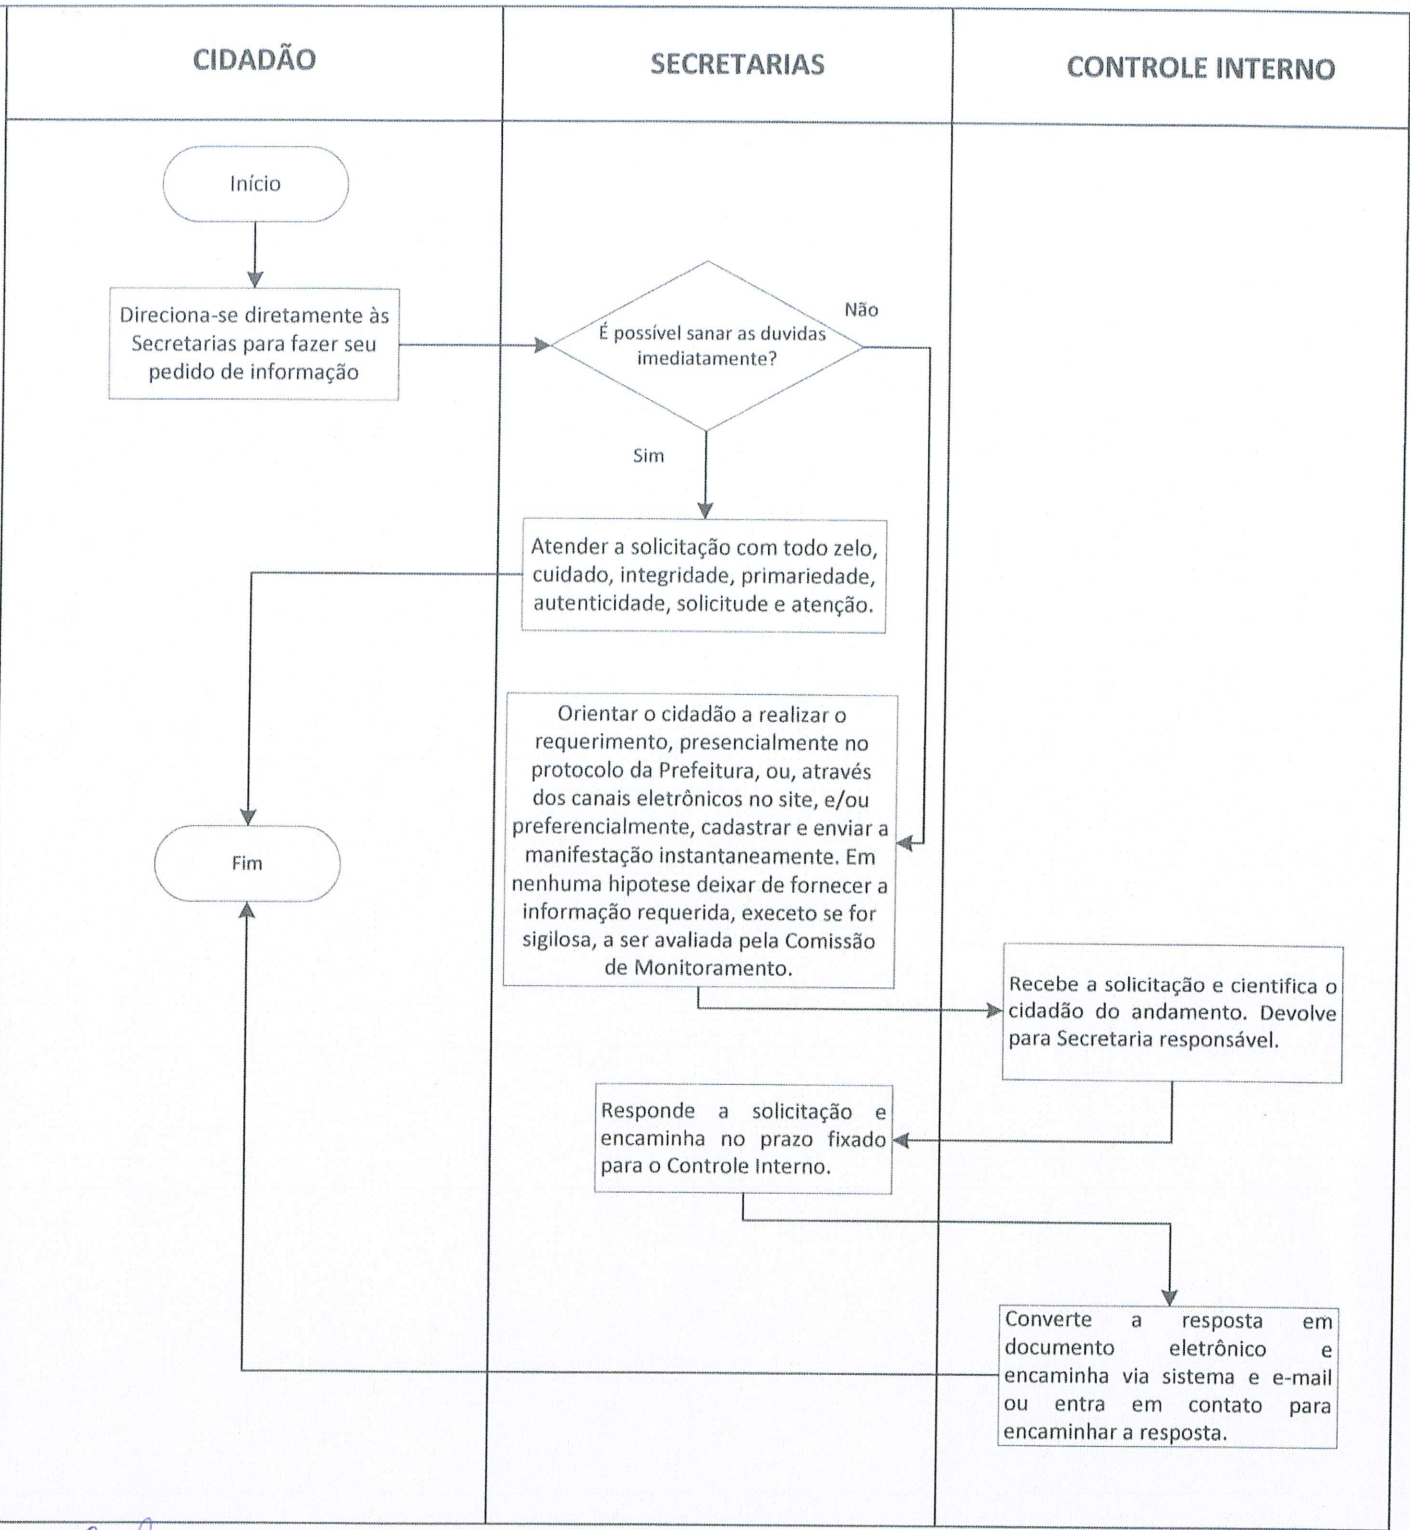 CIDADÃO
SECRETARIAS
CONTROLE INTERNO
Início
Direciona-se diretamente às
Secretarias para fazer seu
pedido de informação
É possível sanar as duvidas
imediatamente?
Não
Sim
Atender a solicitação com todo zelo,
cuidado, integridade, primariedade,
autenticidade, solicitude e atenção.
Orientar o cidadão a realizar o
requerimento, presencialmente no
protocolo da Prefeitura, ou, através
dos canais eletrônicos no site, e/ou
preferencialmente, cadastrar e enviar a
manifestação instantaneamente. Em
nenhuma hipotese deixar de fornecer a
informação requerida, execeto se for
sigilosa, a ser avaliada pela Comissão
de Monitoramento.
Fim
Recebe a solicitação e cientifica o
cidadão do andamento. Devolve
para Secretaria responsável.
Responde a solicitação e
encaminha no prazo fixado
para o Controle Interno.
Converte a resposta em
documento eletrônico e
encaminha via sistema e e-mail
ou entra em contato para
encaminhar a resposta.